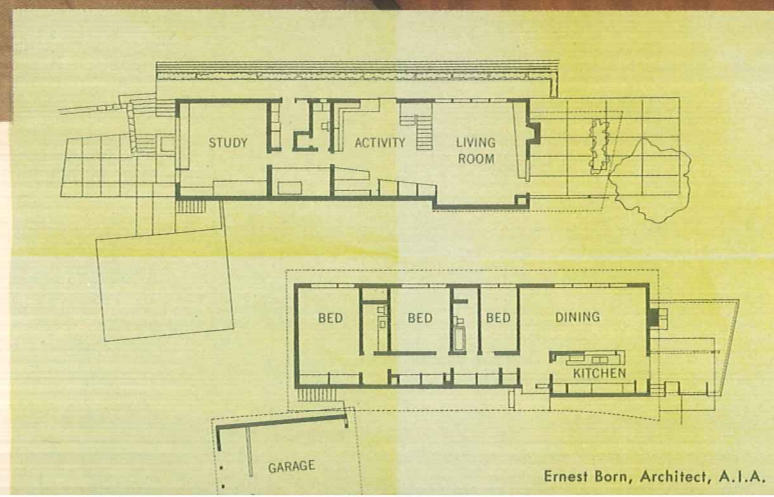 STUDY
ACTIVITY
LIVING
ROOM
BED
BED
BED
DINING
KITCHEN
GARAGE
Ernest Born, Architect, A.I.A.